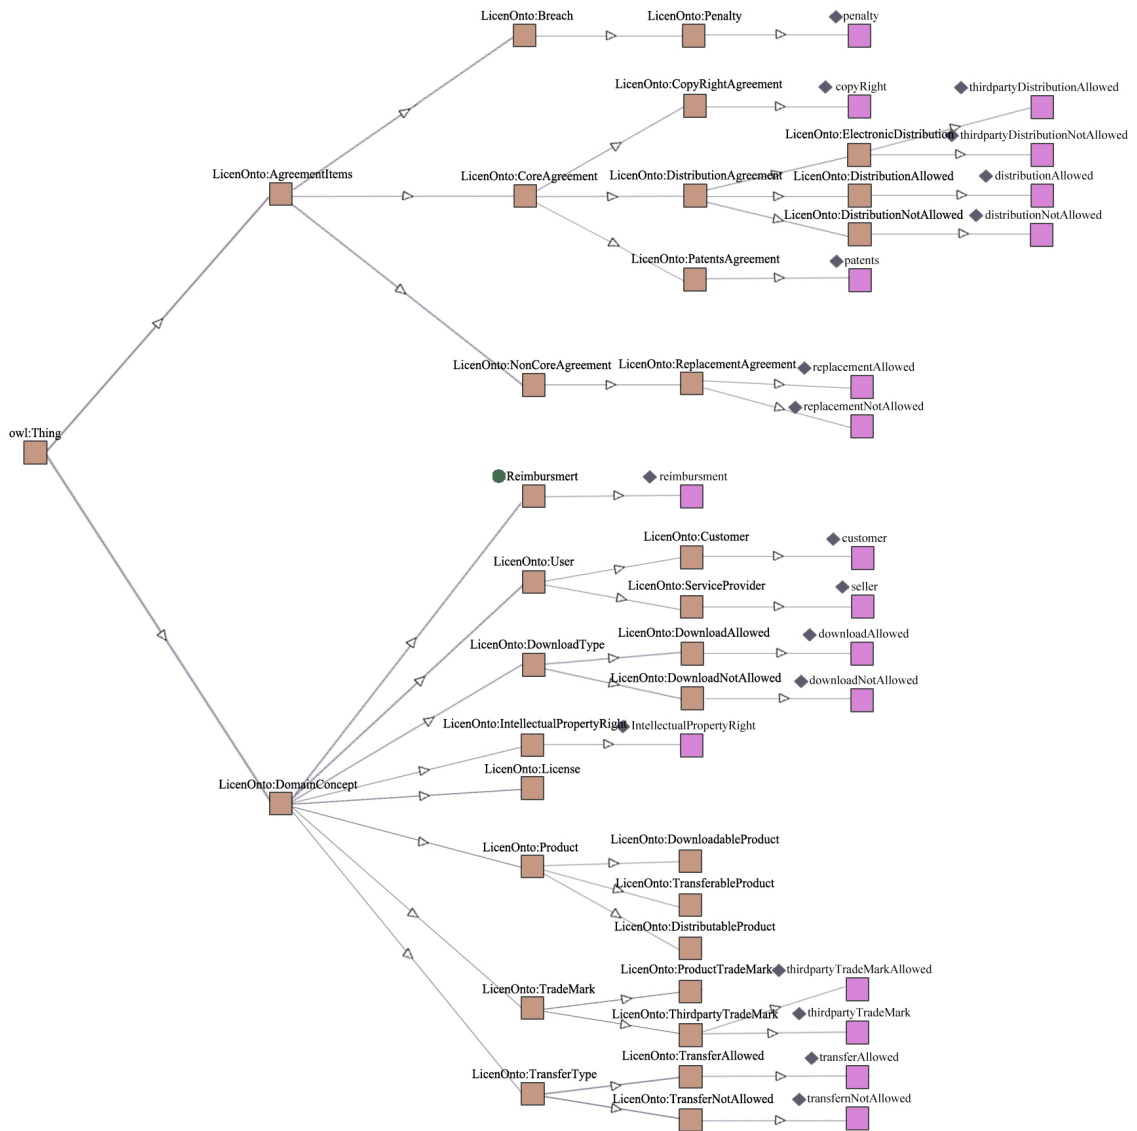 LicenOnto:Breach
LicenOnto:Penalty
penalty
LicenOnto:CopyRightAgreement
copyRight
thirdpartyDistributionAllowed
LicenOnto:ElectronicDistribution
thirdpartyDistributionNotAllowed
LicenOnto:AgreementItems
LicenOnto:CoreAgreement
LicenOnto:DistributionAgreement
LicenOnto:DistributionAllowed
distributionAllowed
LicenOnto:DistributionNotAllowed
distributionNotAllowed
LicenOnto:PatentsAgreement
patents
LicenOnto:NonCoreAgreement
LicenOnto:ReplacementAgreement
replacementAllowed
replacementNotAllowed
owl:Thing
Reimbursmert
reimbursment
LicenOnto:Customer
customer
LicenOnto:User
LicenOnto:ServiceProvider
seller
LicenOnto:DownloadType
LicenOnto:DownloadAllowed
downloadAllowed
LicenOnto:DownloadNotAllowed
downloadNotAllowed
LicenOnto:IntellectualPropertyRight
IntellectualPropertyRight
LicenOnto:License
LicenOnto:DomainConcept
LicenOnto:Product
LicenOnto:DownloadableProduct
LicenOnto:TransferableProduct
LicenOnto:DistributableProduct
LicenOnto:ProductTradeMark
thirdpartyTradeMarkAllowed
LicenOnto:TradeMark
LicenOnto:ThirdpartyTradeMark
thirdpartyTradeMark
LicenOnto:TransferType
LicenOnto:TransferAllowed
transferAllowed
LicenOnto:TransferNotAllowed
transfernNotAllowed